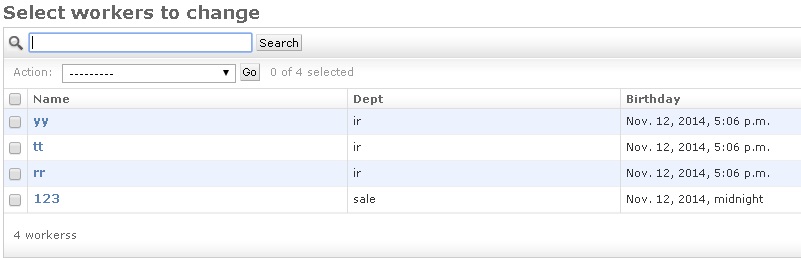 Select workers to change
Search
Action: --------- Go 0 of 4 selected
Name Dept Birthday
yy ir Nov. 12, 2014, 5:06 p.m.
tt ir Nov. 12, 2014, 5:06 p.m.
rr ir Nov. 12, 2014, 5:06 p.m.
123 sale Nov. 12, 2014, midnight
4 workerss